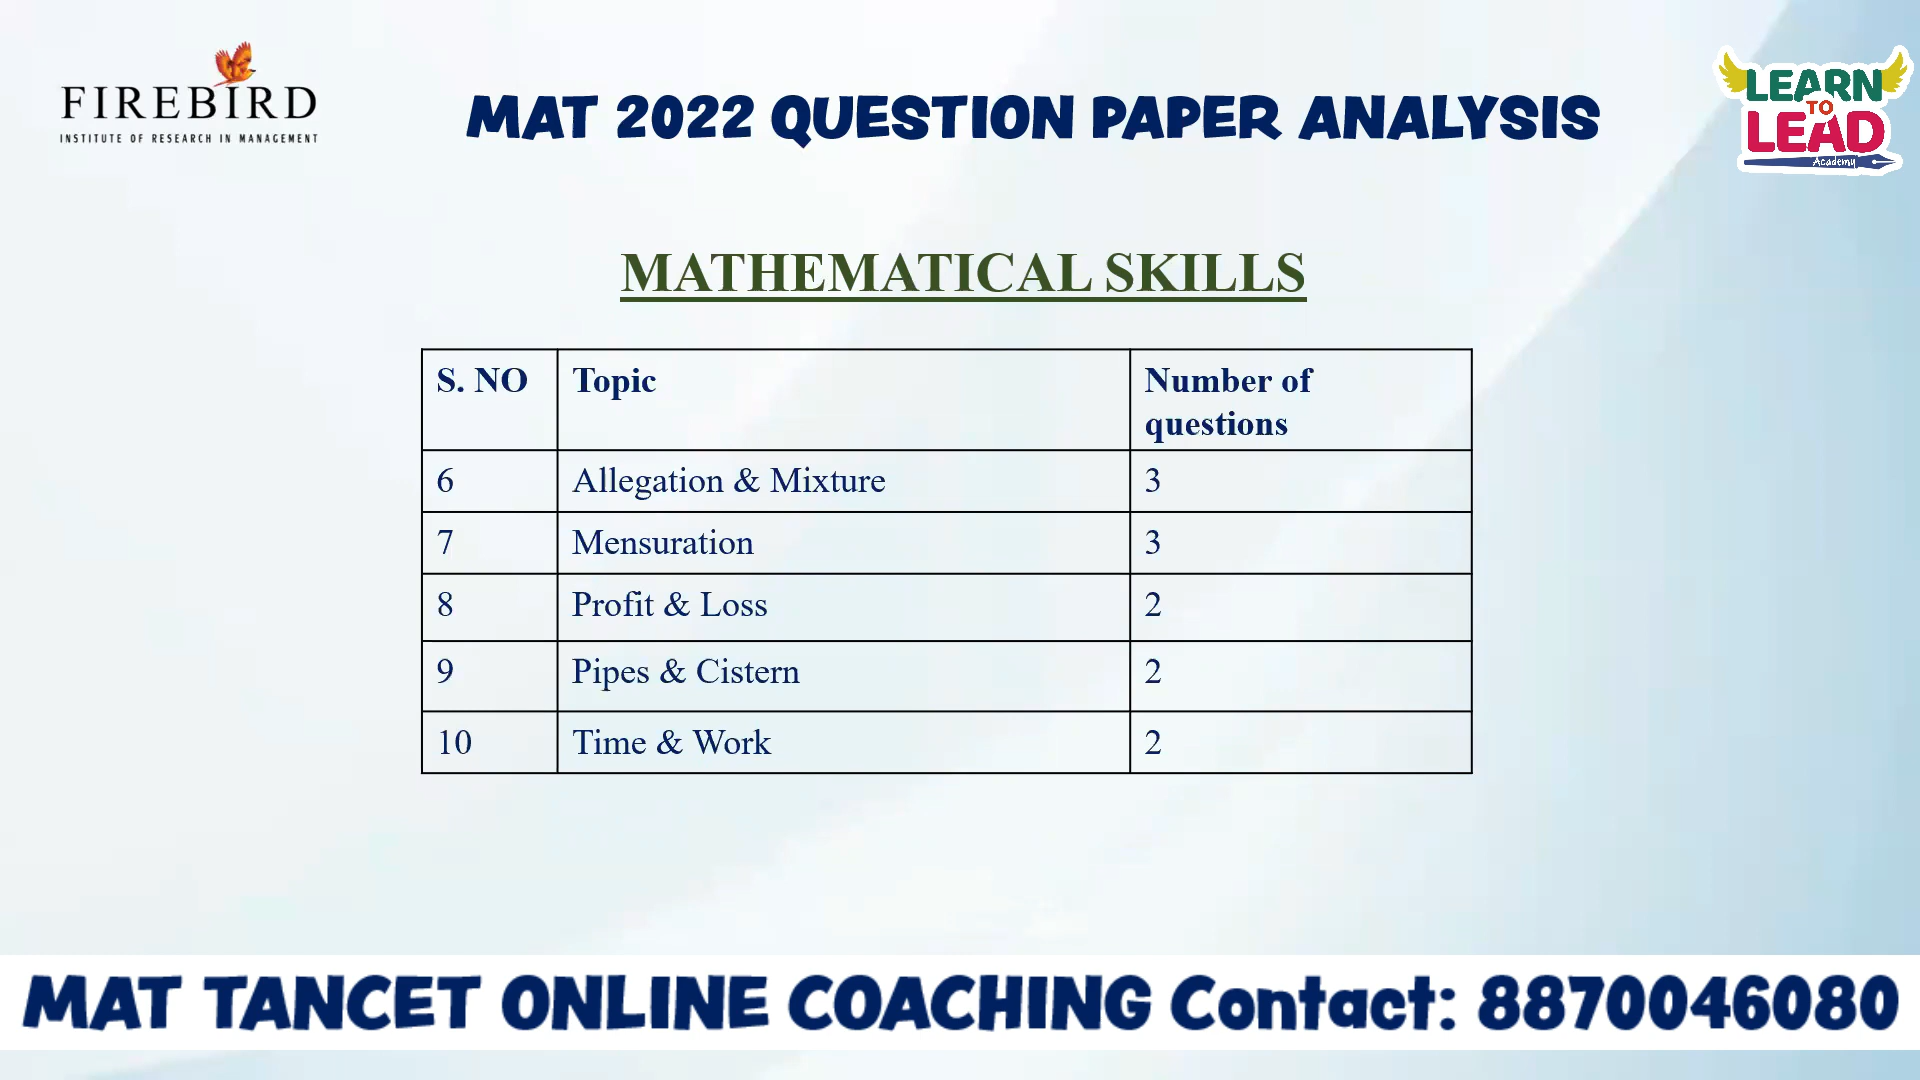 FIREBIRD
INSTITUTE OF RESEARCH IN MANAGEMENT
MAT 2022 QUESTION PAPER ANALYSIS
LEARN
TO
LEAD
Academy
MATHEMATICAL SKILLS
S. NO Topic Number of
questions
6 Allegation & Mixture 3
7 Mensuration 3
8 Profit & Loss 2
9 Pipes & Cistern 2
10 Time & Work 2
MAT TANCET ONLINE COACHING Contact: 8870046080